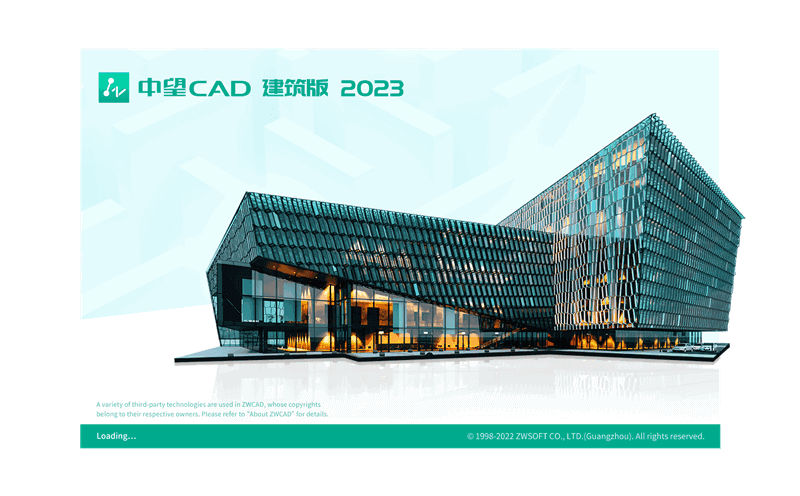 中望CAD 建筑版 2023
A variety of third-party technologies are used in ZWCAD, whose copyrights
belong to their respective owners. Please refer to "About ZWCAD" for details.
Loading...
© 1998-2022 ZWSOFT CO., LTD.(Guangzhou). All rights reserved.